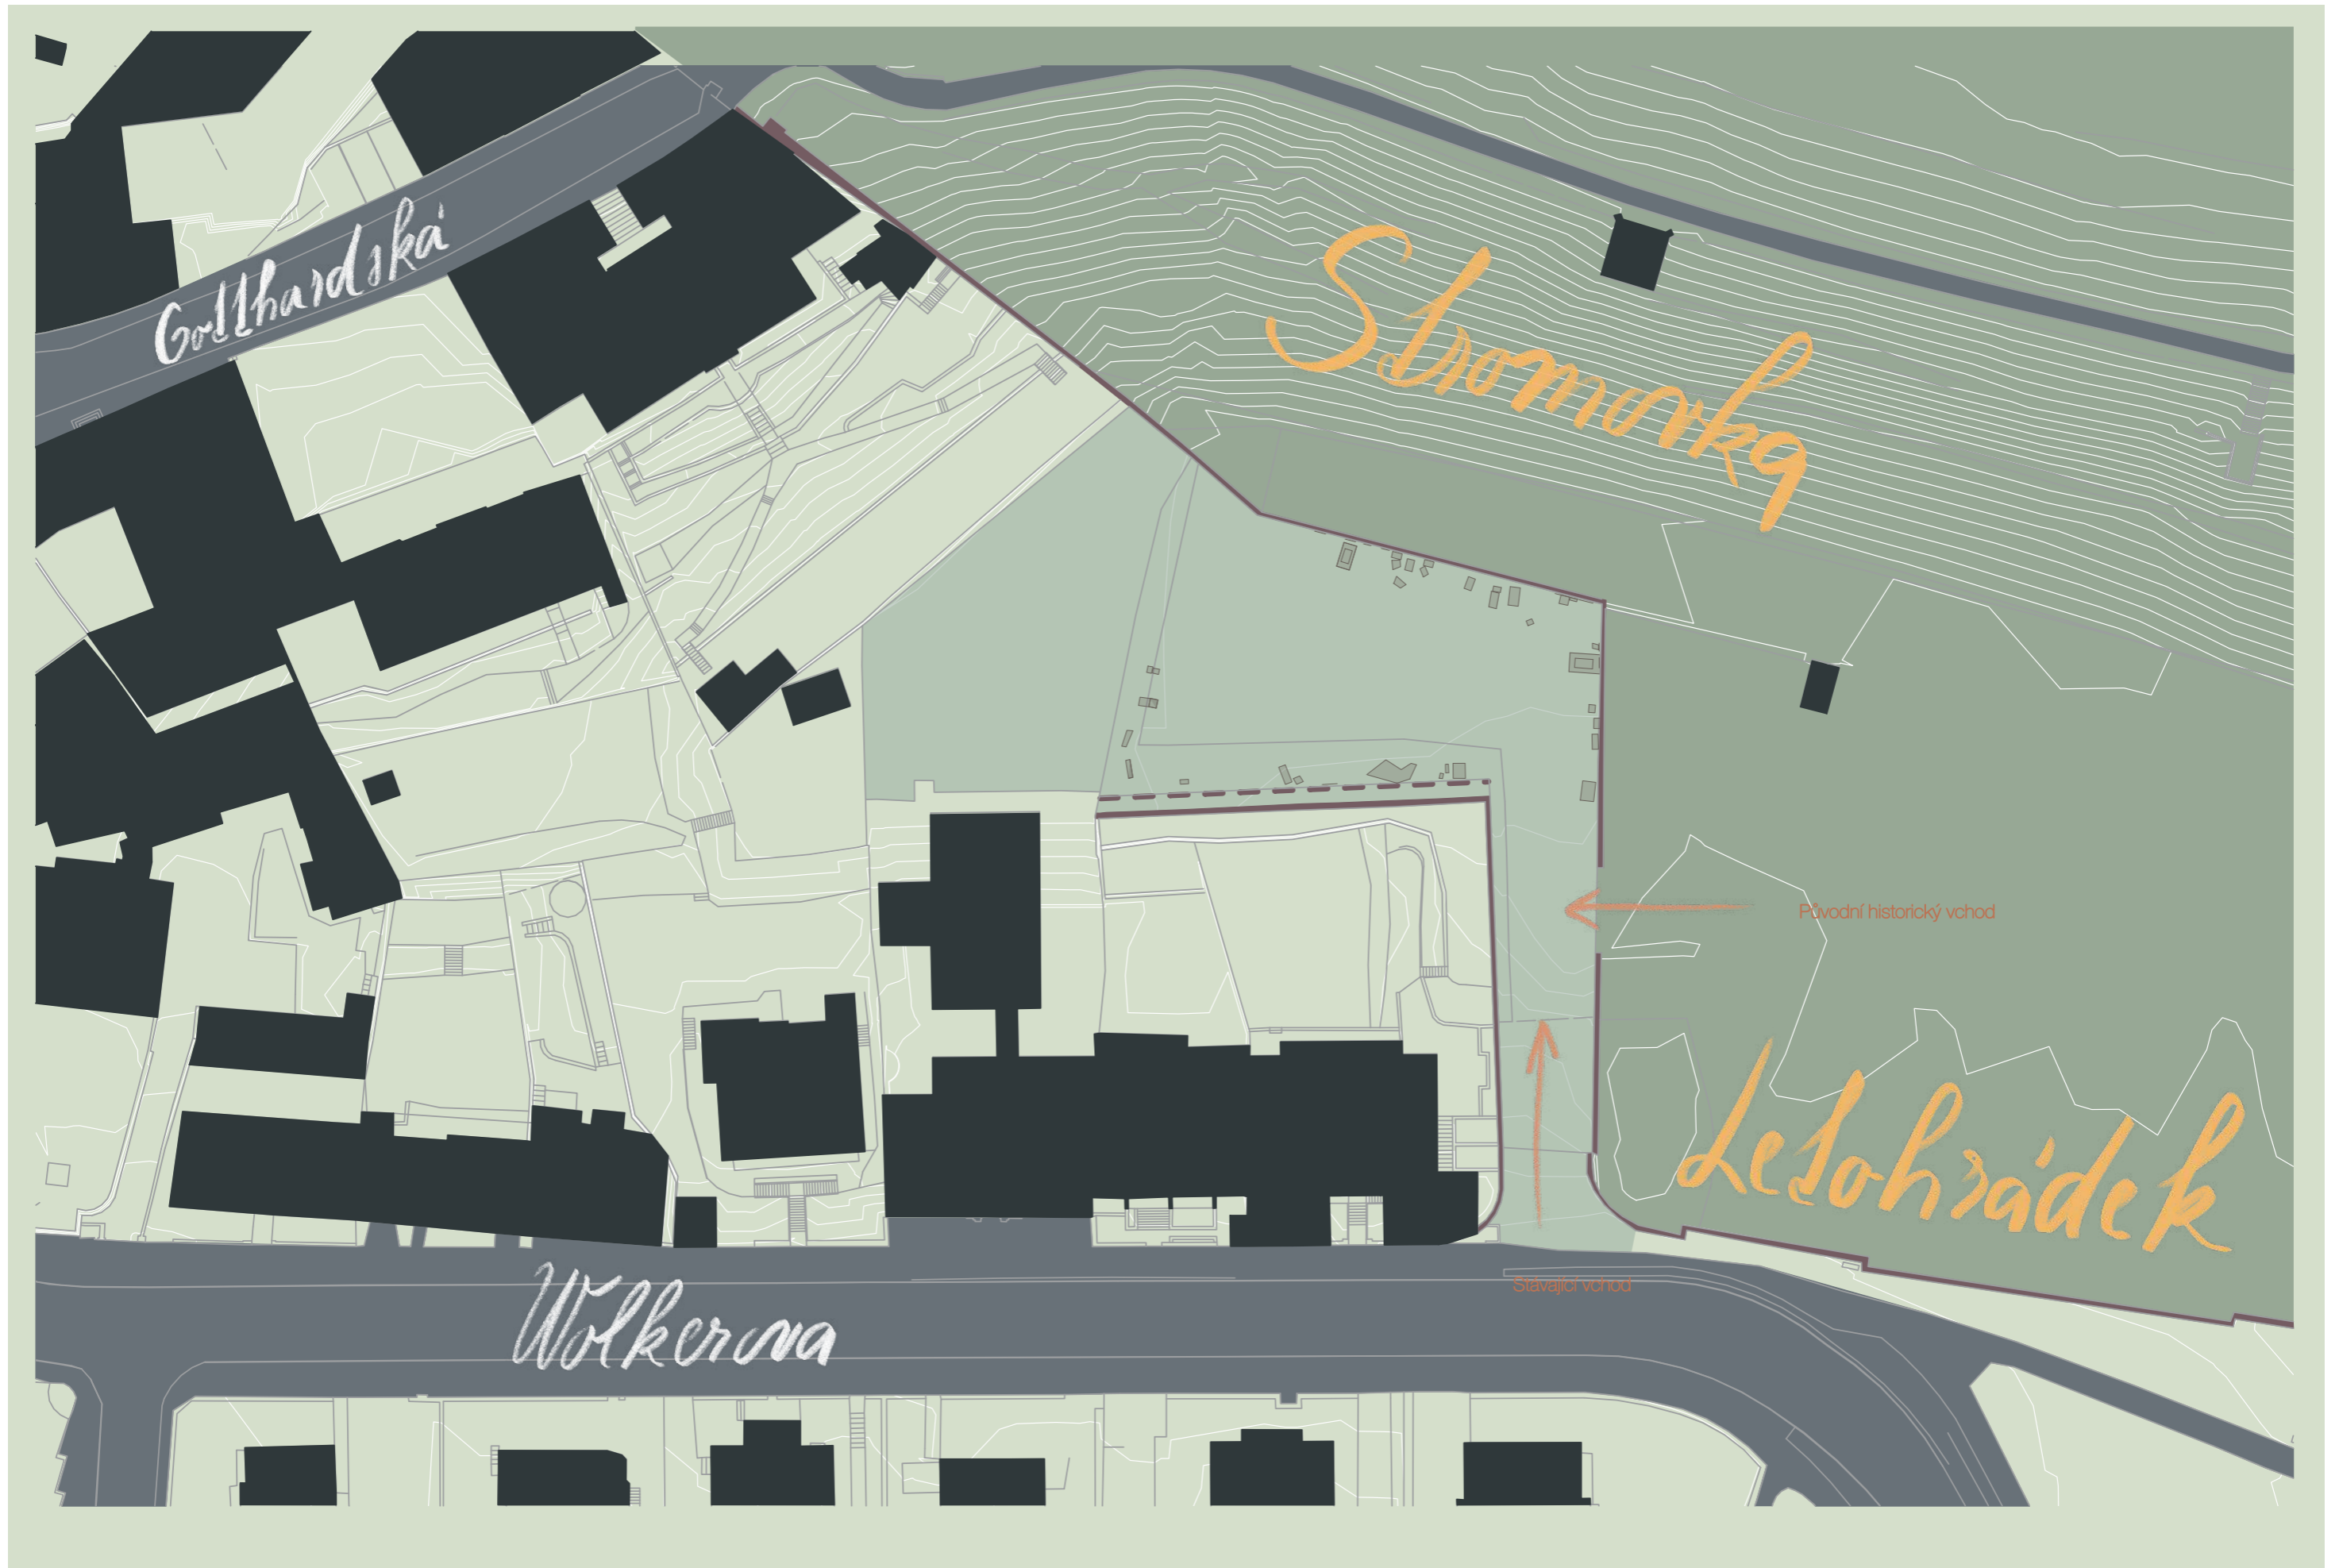 Gotthardská
Stromovka
Původní historický vchod
Letohrádek
Stávající vchod
Wolkerova